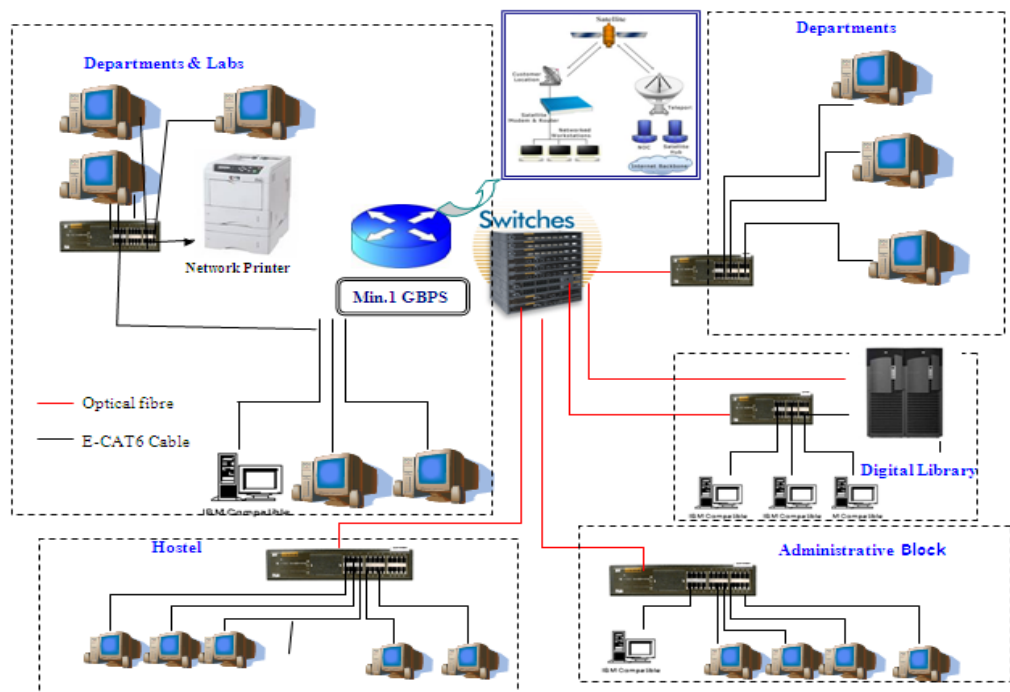 Departments & Labs
Network Printer
Satellite
Customer
Location
Satellite
Modem & Router
Networked
Workstations
Teleport
NOC
Satellite
Hub
Internet Backbone
Switches
Min.1 GBPS
Departments
Optical fibre
E-CAT6 Cable
IBM Compatible
Digital Library
IBM Compatible
IBM Compatible
M Compatible
Hostel
Administrative Block
IBM Compatible